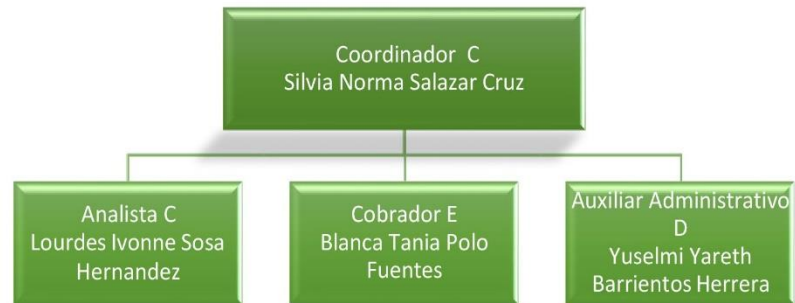 Coordinador C
Silvia Norma Salazar Cruz
Analista C
Lourdes Ivonne Sosa
Hernandez
Cobrador E
Blanca Tania Polo
Fuentes
Auxiliar Administrativo
D
Yuselmi Yareth
Barrientos Herrera